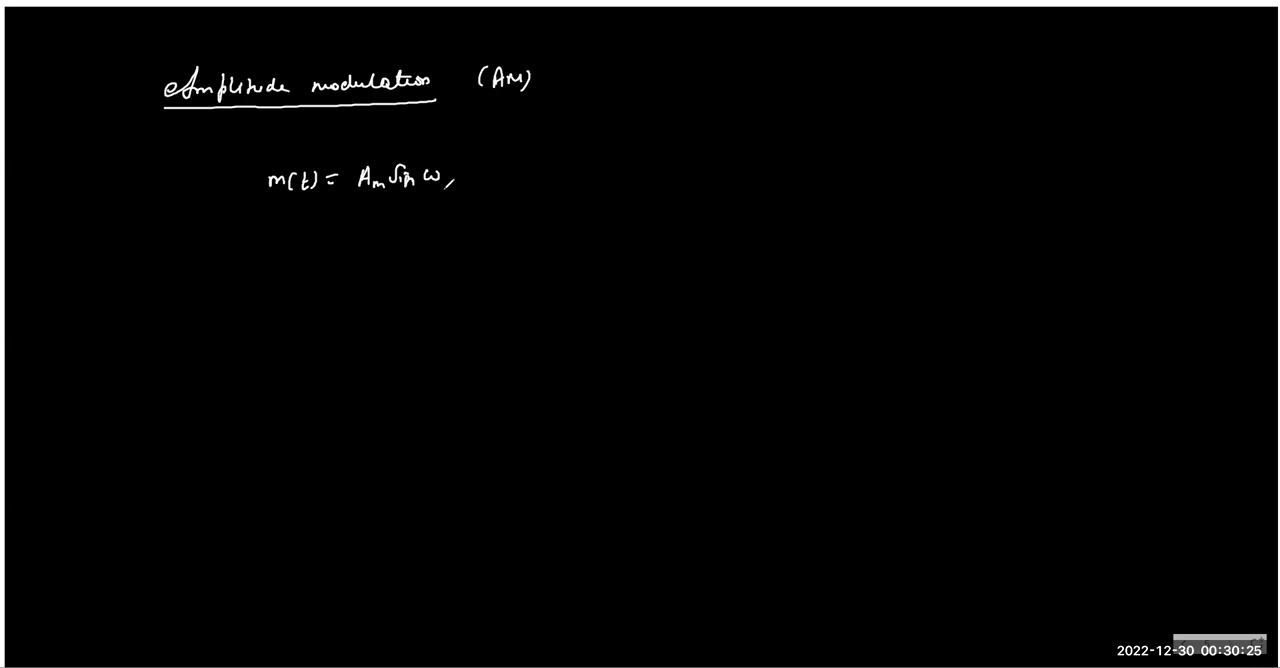 Amplitude modulation (AM)
m(t) = Am Sin ω
2022-12-30 00:30:25